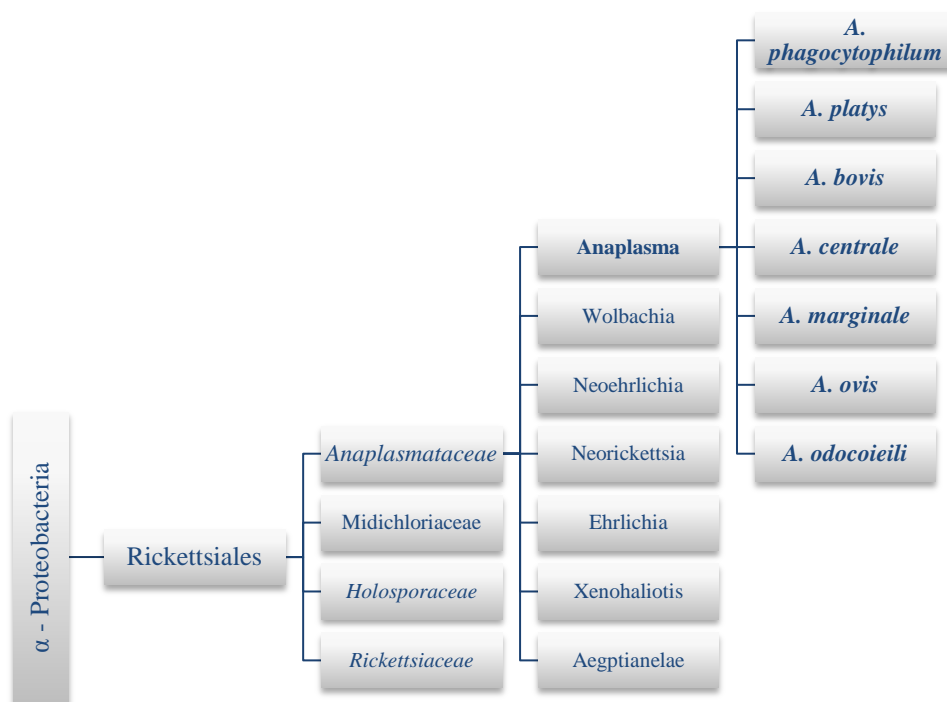 α - Proteobacteria
Rickettsiales
Anaplasmataceae
Midichloriaceae
Holosporaceae
Rickettsiaceae
Anaplasma
Wolbachia
Neoehrlichia
Neorickettsia
Ehrlichia
Xenohaliotis
Aegptianelae
A.
phagocytophilum
A. platys
A. bovis
A. centrale
A. marginale
A. ovis
A. odocoieili